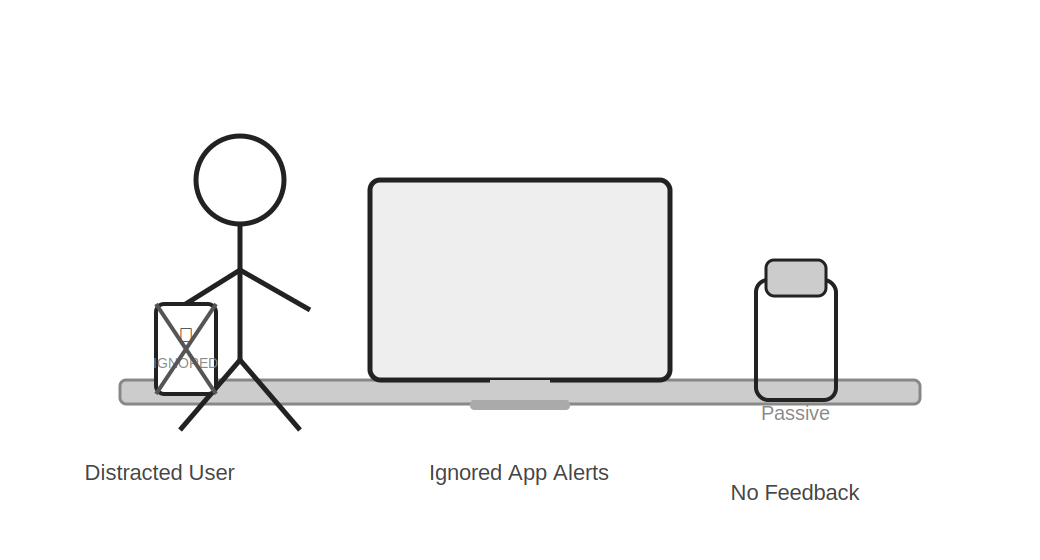 IGNORED
Passive
Distracted User
Ignored App Alerts
No Feedback